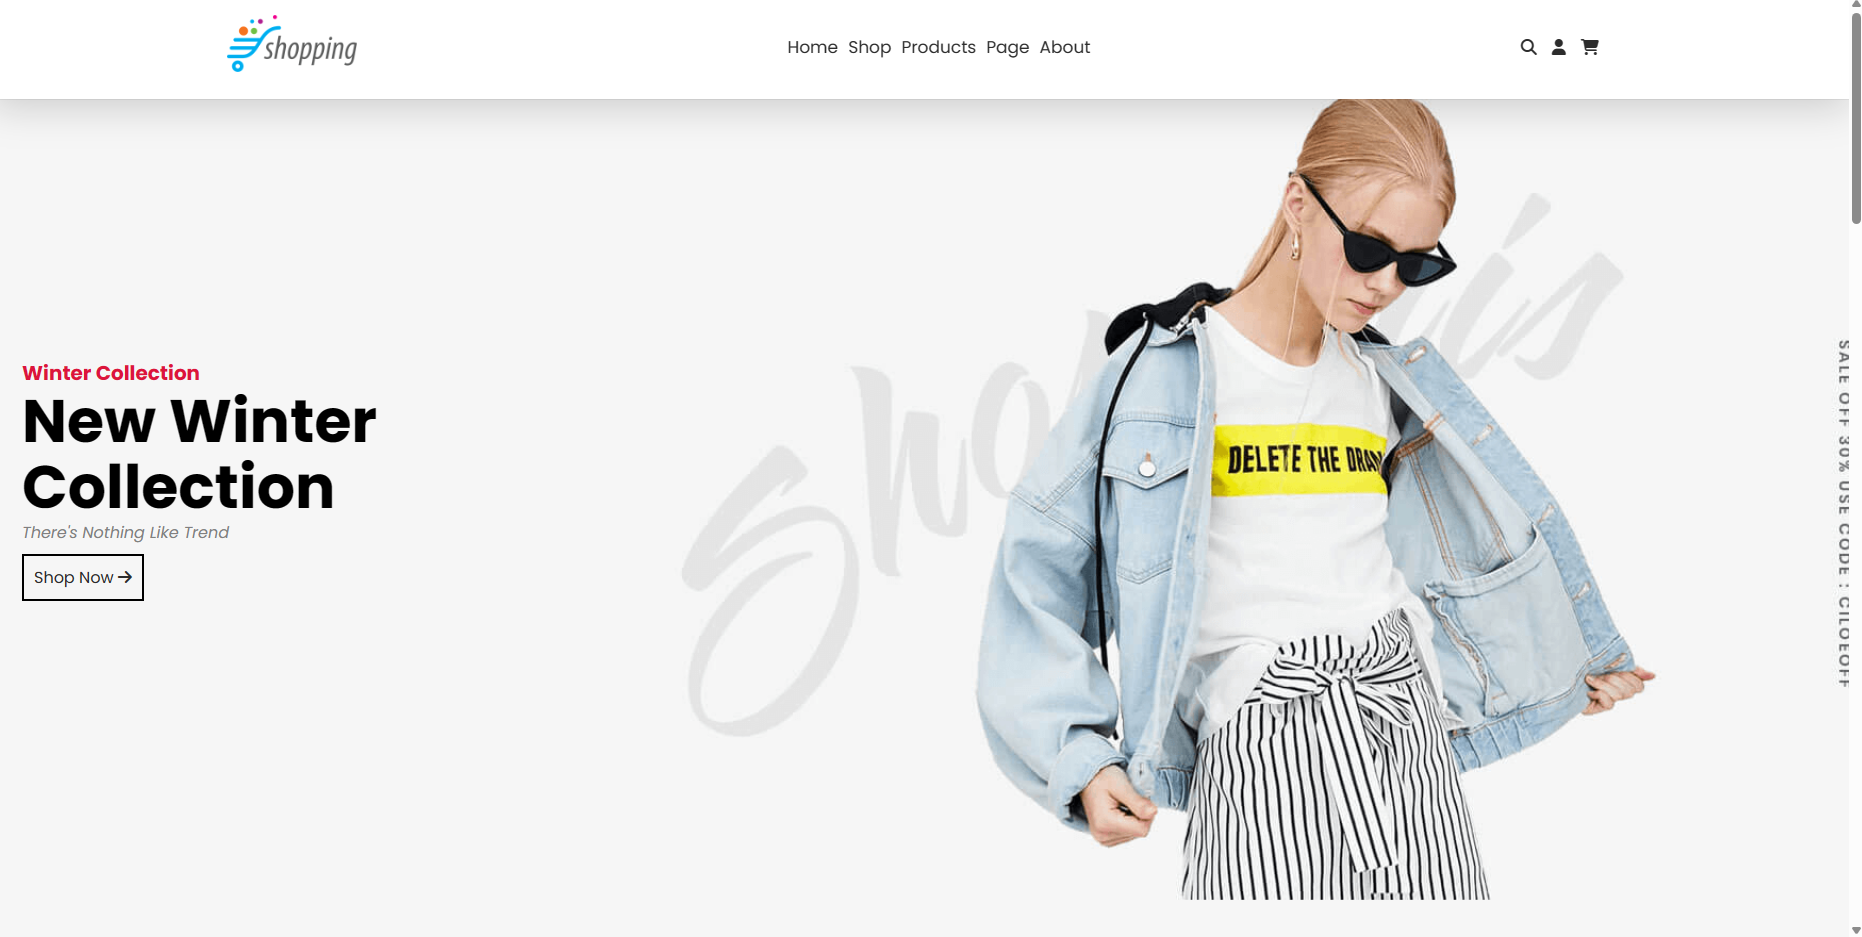 shopping
Home Shop Products Page About
Winter Collection
New Winter
Collection
There's Nothing Like Trend
Shop Now
DELETE THE
SALE OFF 30% USE CODE : CILOEOFF